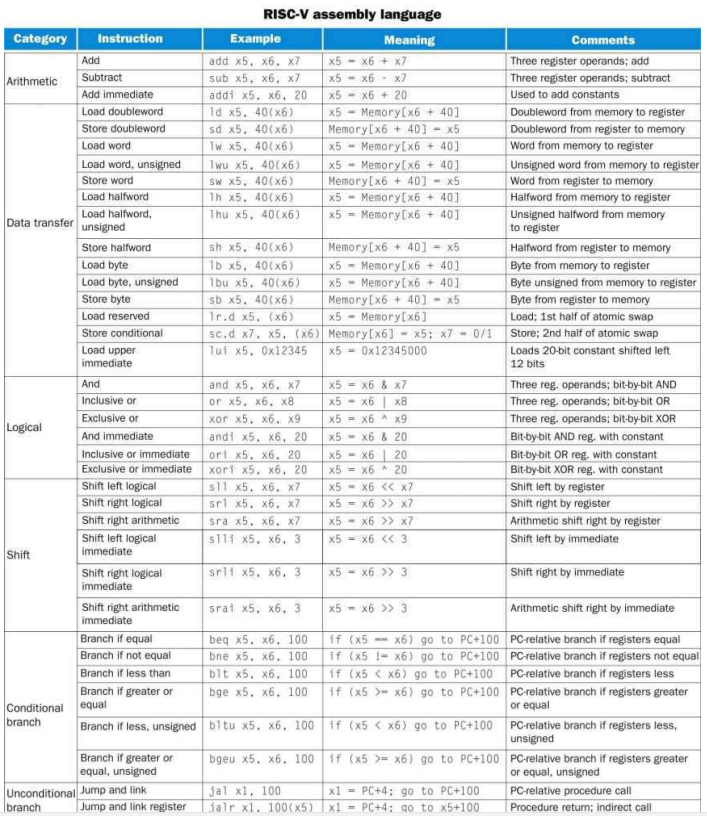 RISC-V assembly language
Category Instruction Example Meaning Comments
Arithmetic
Add add x5, x6, x7 x5 = x6 + x7 Three register operands; add
Subtract sub x5, x6, x7 x5 = x6 - x7 Three register operands; subtract
Add immediate addi x5, x6, 20 x5 = x6 + 20 Used to add constants
Data transfer
Load doubleword ld x5, 40(x6) x5 = Memory[x6 + 40] Doubleword from memory to register
Store doubleword sd x5, 40(x6) Memory[x6 + 40] = x5 Doubleword from register to memory
Load word lw x5, 40(x6) x5 = Memory[x6 + 40] Word from memory to register
Load word, unsigned lwu x5, 40(x6) x5 = Memory[x6 + 40] Unsigned word from memory to register
Store word sw x5, 40(x6) Memory[x6 + 40] = x5 Word from register to memory
Load halfword lh x5, 40(x6) x5 = Memory[x6 + 40] Halfword from memory to register
Load halfword, lhu x5, 40(x6) x5 = Memory[x6 + 40] Unsigned halfword from memory
unsigned to register
Store halfword sh x5, 40(x6) Memory[x6 + 40] = x5 Halfword from register to memory
Load byte lb x5, 40(x6) x5 = Memory[x6 + 40] Byte from memory to register
Load byte, unsigned lbu x5, 40(x6) x5 = Memory[x6 + 40] Byte unsigned from memory to register
Store byte sb x5, 40(x6) Memory[x6 + 40] = x5 Byte from register to memory
Load reserved lr.d x5, (x6) x5 = Memory[x6] Load; 1st half of atomic swap
Store conditional sc.d x7, x5, (x6) Memory[x6] = x5; x7 = 0/1 Store; 2nd half of atomic swap
Load upper lui x5, 0x12345 x5 = 0x12345000 Loads 20-bit constant shifted left
immediate 12 bits
Logical
And and x5, x6, x7 x5 = x6 & x7 Three reg. operands; bit-by-bit AND
Inclusive or or x5, x6, x8 x5 = x6 | x8 Three reg. operands; bit-by-bit OR
Exclusive or xor x5, x6, x9 x5 = x6 ^ x9 Three reg. operands; bit-by-bit XOR
And immediate andi x5, x6, 20 x5 = x6 & 20 Bit-by-bit AND reg. with constant
Inclusive or immediate ori x5, x6, 20 x5 = x6 | 20 Bit-by-bit OR reg. with constant
Exclusive or immediate xori x5, x6, 20 x5 = x6 ^ 20 Bit-by-bit XOR reg. with constant
Shift
Shift left logical sll x5, x6, x7 x5 = x6 << x7 Shift left by register
Shift right logical srl x5, x6, x7 x5 = x6 >> x7 Shift right by register
Shift right arithmetic sra x5, x6, x7 x5 = x6 >> x7 Arithmetic shift right by register
Shift left logical slli x5, x6, 3 x5 = x6 << 3 Shift left by immediate
immediate
Shift right logical srli x5, x6, 3 x5 = x6 >> 3 Shift right by immediate
immediate
Shift right arithmetic srai x5, x6, 3 x5 = x6 >> 3 Arithmetic shift right by immediate
immediate
Conditional
branch
Branch if equal beq x5, x6, 100 if (x5 == x6) go to PC+100 PC-relative branch if registers equal
Branch if not equal bne x5, x6, 100 if (x5 != x6) go to PC+100 PC-relative branch if registers not equal
Branch if less than blt x5, x6, 100 if (x5 < x6) go to PC+100 PC-relative branch if registers less
Branch if greater or bge x5, x6, 100 if (x5 >= x6) go to PC+100 PC-relative branch if registers greater
equal or equal
Branch if less, unsigned bltu x5, x6, 100 if (x5 < x6) go to PC+100 PC-relative branch if registers less,
unsigned
Branch if greater or bgeu x5, x6, 100 if (x5 >= x6) go to PC+100 PC-relative branch if registers greater
equal, unsigned or equal, unsigned
Unconditional
branch
Jump and link jal x1, 100 x1 = PC+4; go to PC+100 PC-relative procedure call
Jump and link register jalr x1, 100(x5) x1 = PC+4; go to x5+100 Procedure return; indirect call